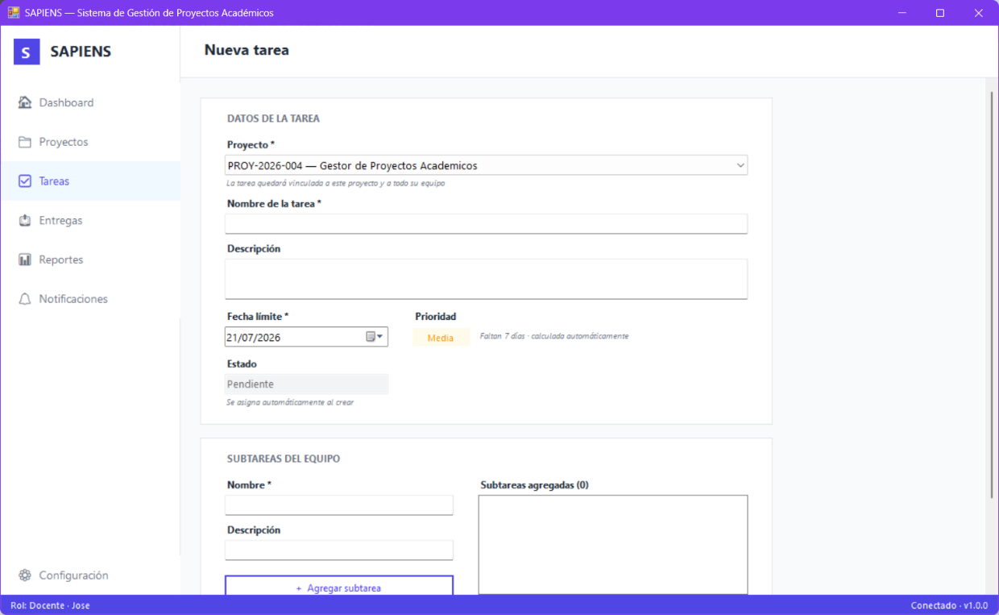 SAPIENS — Sistema de Gestión de Proyectos Académicos
S SAPIENS
Nueva tarea
Dashboard
Proyectos
Tareas
Entregas
Reportes
Notificaciones
Configuración
DATOS DE LA TAREA
Proyecto *
PROY-2026-004 — Gestor de Proyectos Academicos
La tarea quedará vinculada a este proyecto y a todo su equipo
Nombre de la tarea *
Descripción
Fecha límite * Prioridad
21/07/2026 Media Faltan 7 días · calculada automáticamente
Estado
Pendiente
Se asigna automáticamente al crear
SUBTAREAS DEL EQUIPO
Nombre * Subtareas agregadas (0)
Descripción
+ Agregar subtarea
Rol: Docente · Jose Conectado · v1.0.0